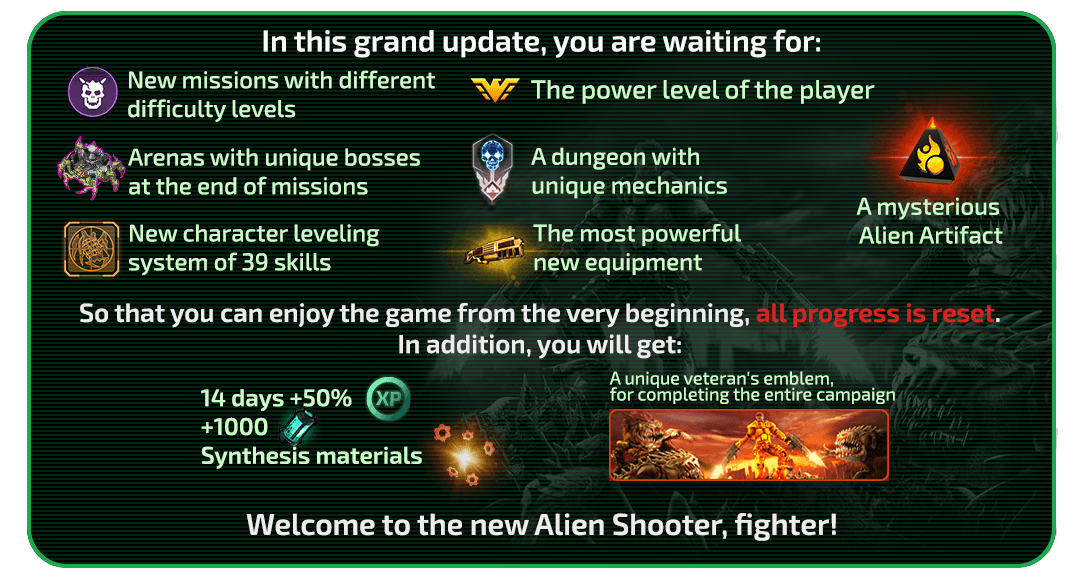 In this grand update, you are waiting for:
New missions with different
difficulty levels
The power level of the player
Arenas with unique bosses
at the end of missions
A dungeon with
unique mechanics
A mysterious
Alien Artifact
New character leveling
system of 39 skills
The most powerful
new equipment
So that you can enjoy the game from the very beginning, all progress is reset.
In addition, you will get:
14 days +50% XP
+1000
Synthesis materials
A unique veteran's emblem,
for completing the entire campaign
Welcome to the new Alien Shooter, fighter!